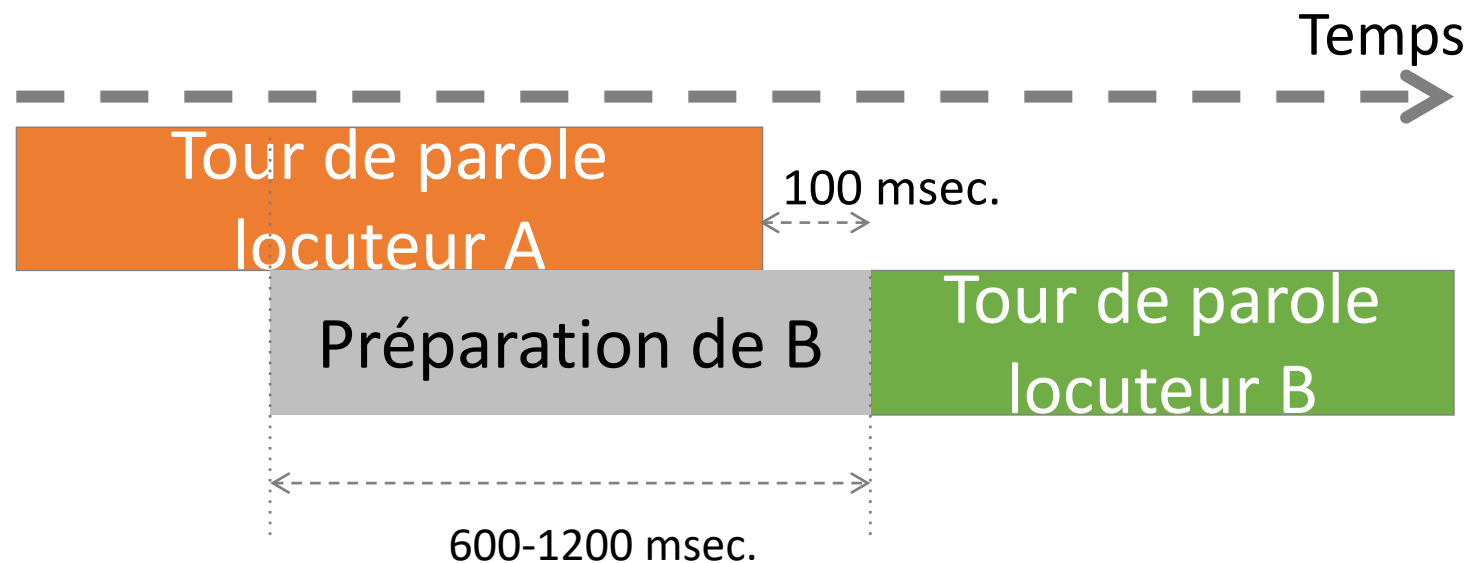 Temps
Tour de parole
locuteur A
100 msec.
Préparation de B
Tour de parole
locuteur B
600-1200 msec.